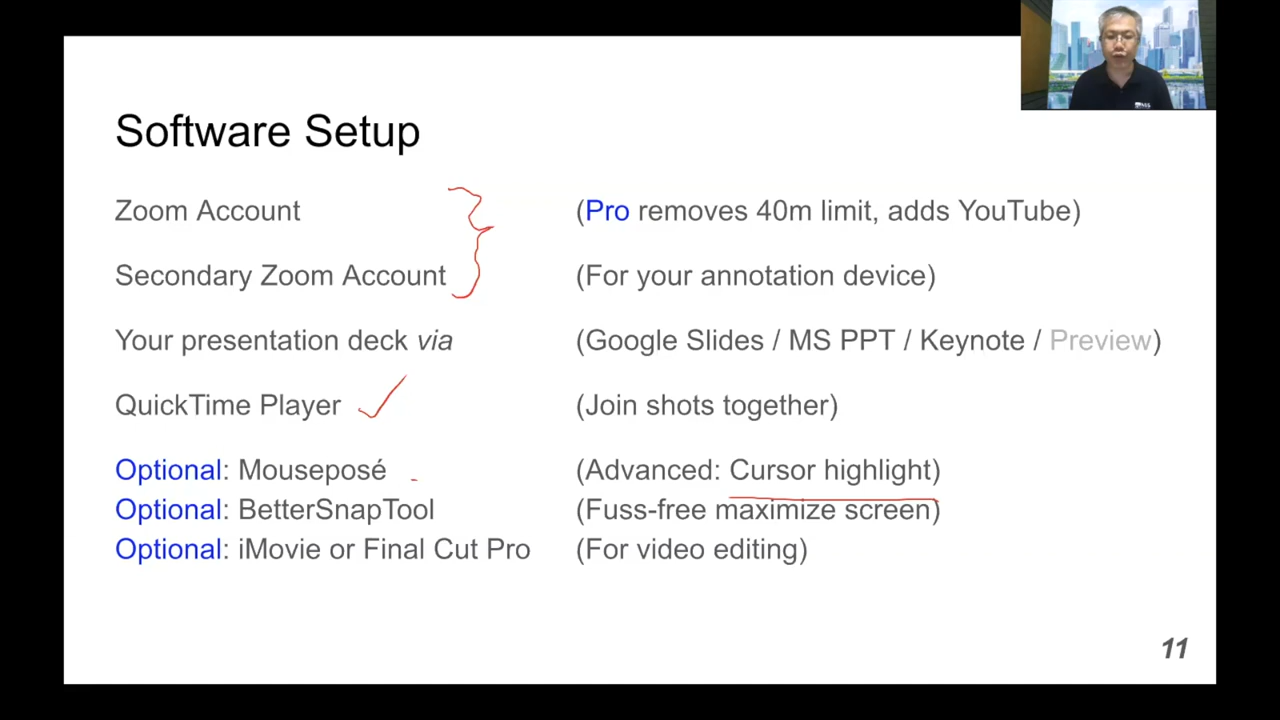 Software Setup
Zoom Account (Pro removes 40m limit, adds YouTube)
Secondary Zoom Account (For your annotation device)
Your presentation deck via (Google Slides / MS PPT / Keynote / Preview)
QuickTime Player (Join shots together)
Optional: Mouseposé (Advanced: Cursor highlight)
Optional: BetterSnapTool (Fuss-free maximize screen)
Optional: iMovie or Final Cut Pro (For video editing)
11